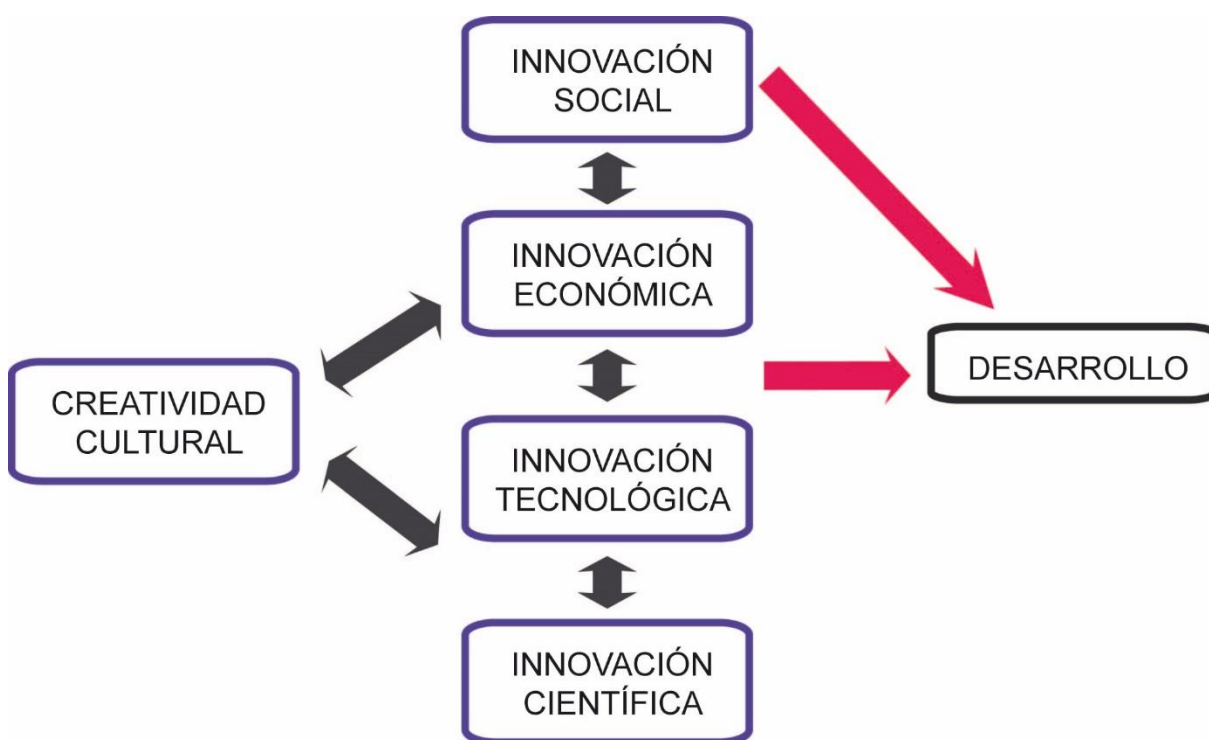 INNOVACIÓN
SOCIAL
INNOVACIÓN
ECONÓMICA
CREATIVIDAD
CULTURAL
DESARROLLO
INNOVACIÓN
TECNOLÓGICA
INNOVACIÓN
CIENTÍFICA